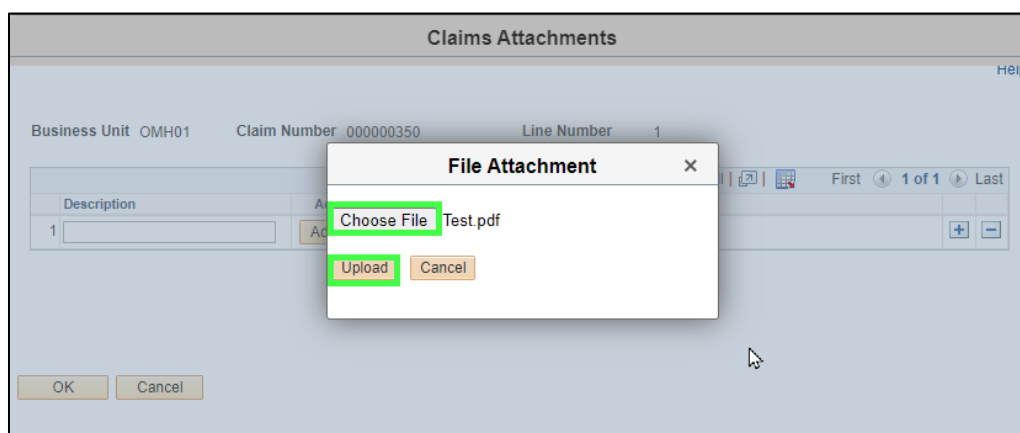 Claims Attachments
Business Unit OMH01 Claim Number 000000350 Line Number 1
File Attachment
First 1 of 1 Last
Description
Choose File Test.pdf
1
Upload Cancel
OK Cancel